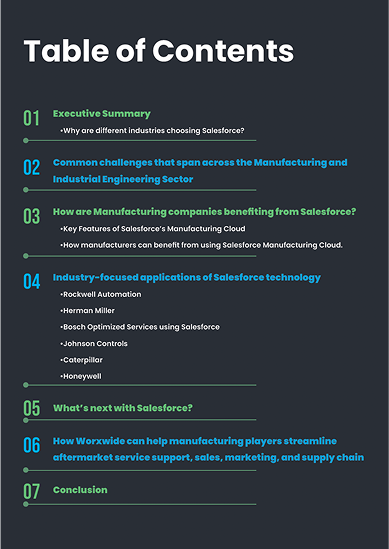 Table of Contents
01
Executive Summary
•Why are different industries choosing Salesforce?
02
Common challenges that span across the Manufacturing and
Industrial Engineering Sector
03
How are Manufacturing companies benefiting from Salesforce?
•Key Features of Salesforce's Manufacturing Cloud
•How manufacturers can benefit from using Salesforce Manufacturing Cloud.
04
Industry-focused applications of Salesforce technology
•Rockwell Automation
•Herman Miller
•Bosch Optimized Services using Salesforce
•Johnson Controls
•Caterpillar
•Honeywell
05
What's next with Salesforce?
06
How Worxwide can help manufacturing players streamline
aftermarket service support, sales, marketing, and supply chain
07
Conclusion